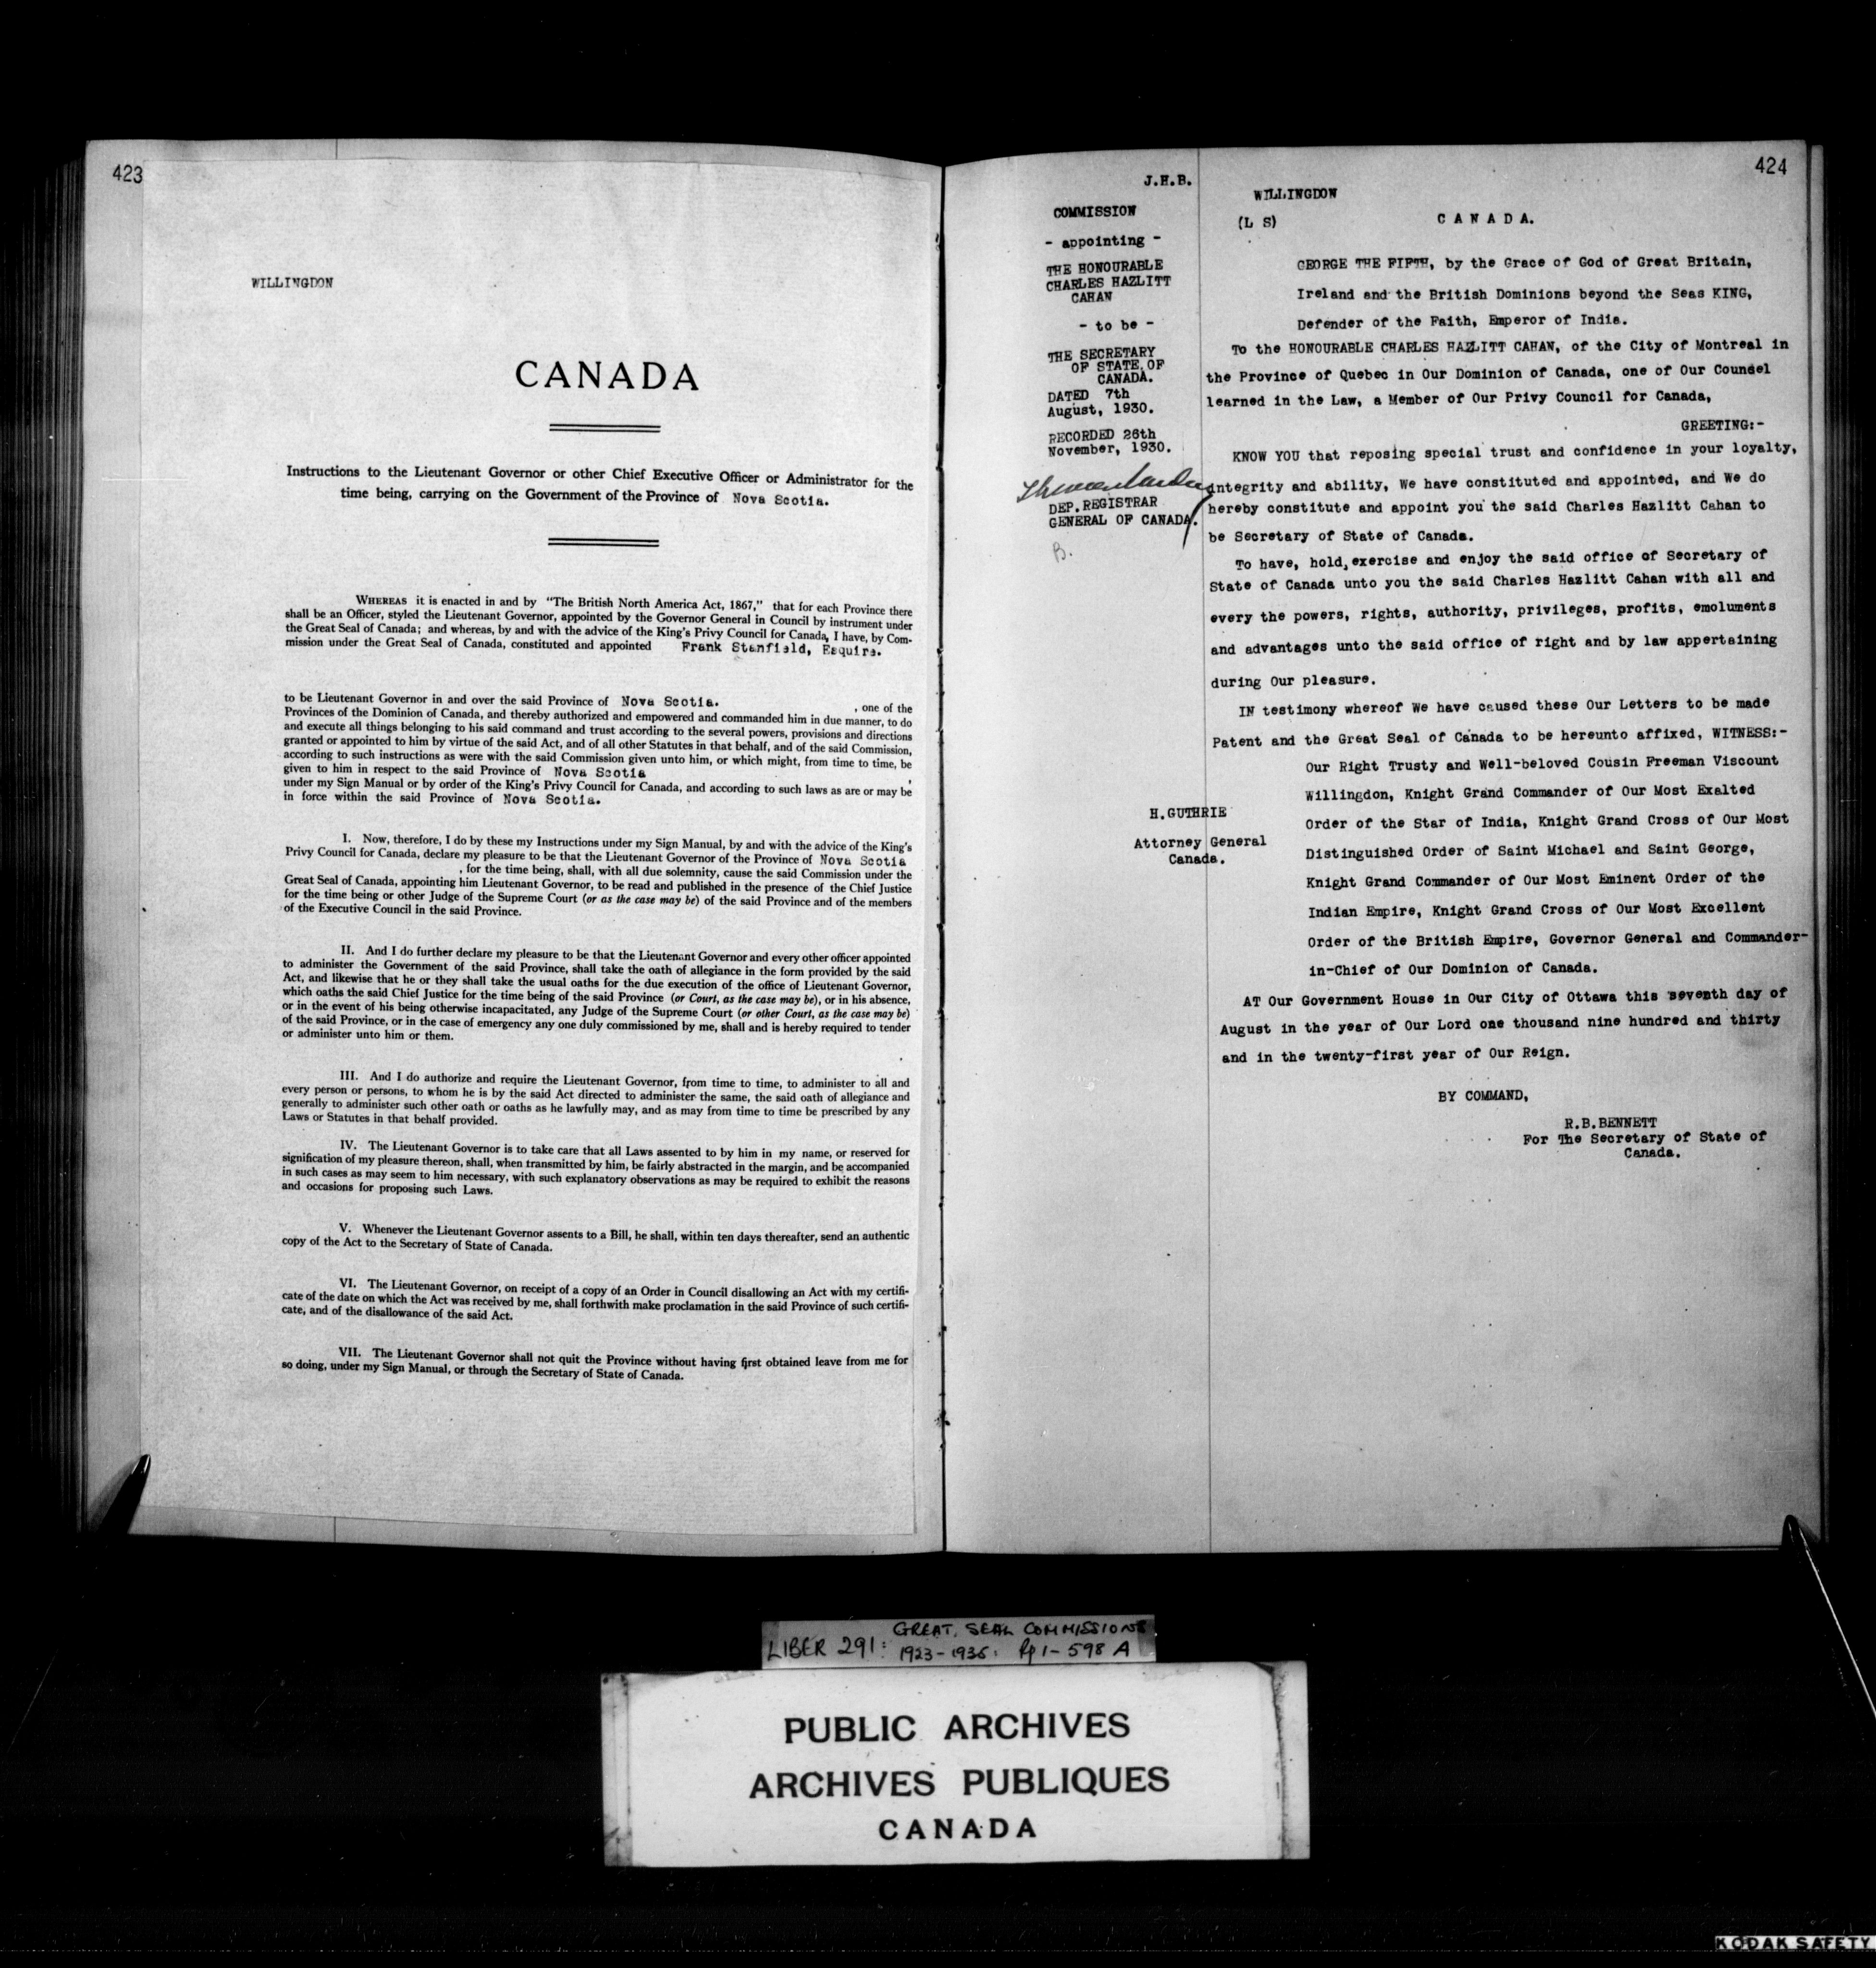 423
WILLINGDON
CANADA
Instructions to the Lieutenant Governor or other Chief Executive Officer or Administrator for the
time being, carrying on the Government of the Province of Nova Scotia.
WHEREAS it is enacted in and by "The British North America Act, 1867," that for each Province there
shall be an Officer, styled the Lieutenant Governor, appointed by the Governor General in Council by instrument under
the Great Seal of Canada; and whereas, by and with the advice of the King's Privy Council for Canada, I have, by Com-
mission under the Great Seal of Canada, constituted and appointed Frank Stanfield, Esquire.
to be Lieutenant Governor in and over the said Province of Nova Scotia. , one of the
Provinces of the Dominion of Canada, and thereby authorized and empowered and commanded him in due manner, to do
and execute all things belonging to his said command and trust according to the several powers, provisions and directions
granted or appointed to him by virtue of the said Act, and of all other Statutes in that behalf, and of the said Commission,
according to such instructions as were with the said Commission given unto him, or which might, from time to time, be
given to him in respect to the said Province of Nova Scotia ,
under my Sign Manual or by order of the King's Privy Council for Canada, and according to such laws as are or may be
in force within the said Province of Nova Scotia.
I. Now, therefore, I do by these my Instructions under my Sign Manual, by and with the advice of the King's
Privy Council for Canada, declare my pleasure to be that the Lieutenant Governor of the Province of Nova Scotia
, for the time being, shall, with all due solemnity, cause the said Commission under the
Great Seal of Canada, appointing him Lieutenant Governor, to be read and published in the presence of the Chief Justice
for the time being or other Judge of the Supreme Court (or as the case may be) of the said Province and of the members
of the Executive Council in the said Province.
II. And I do further declare my pleasure to be that the Lieutenant Governor and every other officer appointed
to administer the Government of the said Province, shall take the oath of allegiance in the form provided by the said
Act, and likewise that he or they shall take the usual oaths for the due execution of the office of Lieutenant Governor,
which oaths the said Chief Justice for the time being of the said Province (or Court, as the case may be), or in his absence,
or in the event of his being otherwise incapacitated, any Judge of the Supreme Court (or other Court, as the case may be)
of the said Province, or in the case of emergency any one duly commissioned by me, shall and is hereby required to tender
or administer unto him or them.
III. And I do authorize and require the Lieutenant Governor, from time to time, to administer to all and
every person or persons, to whom he is by the said Act directed to administer the same, the said oath of allegiance and
generally to administer such other oath or oaths as he lawfully may, and as may from time to time be prescribed by any
Laws or Statutes in that behalf provided.
IV. The Lieutenant Governor is to take care that all Laws assented to by him in my name, or reserved for
signification of my pleasure thereon, shall, when transmitted by him, be fairly abstracted in the margin, and be accompanied
in such cases as may seem to him necessary, with such explanatory observations as may be required to exhibit the reasons
and occasions for proposing such Laws.
V. Whenever the Lieutenant Governor assents to a Bill, he shall, within ten days thereafter, send an authentic
copy of the Act to the Secretary of State of Canada.
VI. The Lieutenant Governor, on receipt of a copy of an Order in Council disallowing an Act with my certifi-
cate of the date on which the Act was received by me, shall forthwith make proclamation in the said Province of such certifi-
cate, and of the disallowance of the said Act.
VII. The Lieutenant Governor shall not quit the Province without having first obtained leave from me for
so doing, under my Sign Manual, or through the Secretary of State of Canada.
424
J.H.B.
COMMISSION
- appointing -
THE HONOURABLE
CHARLES HAZLITT
CAHAN
- to be -
THE SECRETARY
OF STATE OF
CANADA.
DATED 7th
August, 1930.
RECORDED 26th
November, 1930.
DEP. REGISTRAR
GENERAL OF CANADA.
B.
H. GUTHRIE
Attorney General
Canada.
WILLINGDON
(L S) CANADA.
GEORGE THE FIFTH, by the Grace of God of Great Britain,
Ireland and the British Dominions beyond the Seas KING,
Defender of the Faith, Emperor of India.
To the HONOURABLE CHARLES HAZLITT CAHAN, of the City of Montreal in
the Province of Quebec in Our Dominion of Canada, one of Our Counsel
learned in the Law, a Member of Our Privy Council for Canada,
GREETING:-
KNOW YOU that reposing special trust and confidence in your loyalty,
integrity and ability, We have constituted and appointed, and We do
hereby constitute and appoint you the said Charles Hazlitt Cahan to
be Secretary of State of Canada.
To have, hold, exercise and enjoy the said office of Secretary of
State of Canada unto you the said Charles Hazlitt Cahan with all and
every the powers, rights, authority, privileges, profits, emoluments
and advantages unto the said office of right and by law appertaining
during Our pleasure.
IN testimony whereof We have caused these Our Letters to be made
Patent and the Great Seal of Canada to be hereunto affixed, WITNESS:-
Our Right Trusty and Well-beloved Cousin Freeman Viscount
Willingdon, Knight Grand Commander of Our Most Exalted
Order of the Star of India, Knight Grand Cross of Our Most
Distinguished Order of Saint Michael and Saint George,
Knight Grand Commander of Our Most Eminent Order of the
Indian Empire, Knight Grand Cross of Our Most Excellent
Order of the British Empire, Governor General and Commander-
in-Chief of Our Dominion of Canada.
AT Our Government House in Our City of Ottawa this seventh day of
August in the year of Our Lord one thousand nine hundred and thirty
and in the twenty-first year of Our Reign.
BY COMMAND,
R.B.BENNETT
For The Secretary of State of
Canada.
GREAT SEAL COMMISSIONS
LIBER 291: 1923-1935: Pp 1-598 A
PUBLIC ARCHIVES
ARCHIVES PUBLIQUES
CANADA
KODAK SAFETY